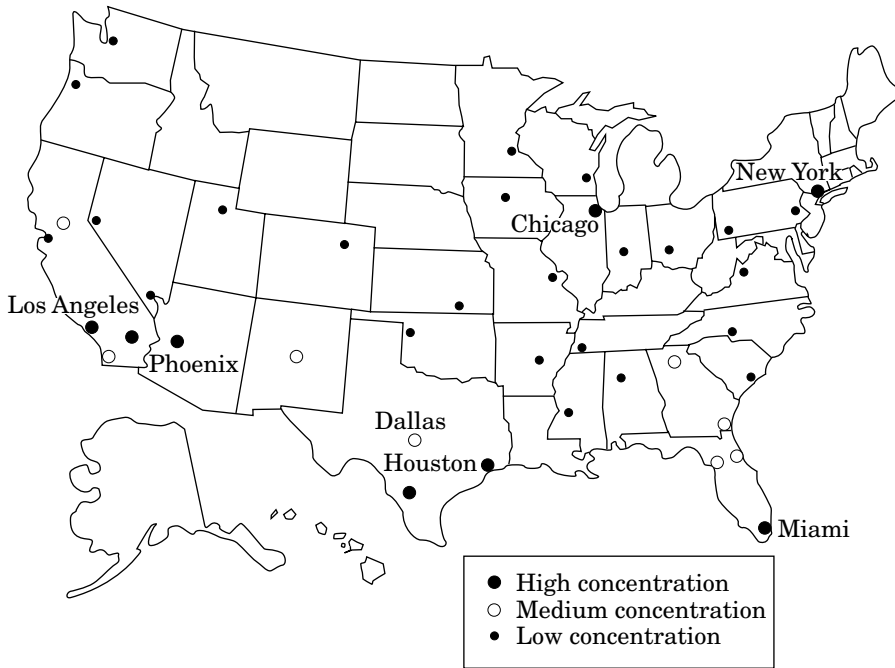 New York
Chicago
Los Angeles
Phoenix
Dallas
Houston
Miami
High concentration
Medium concentration
Low concentration